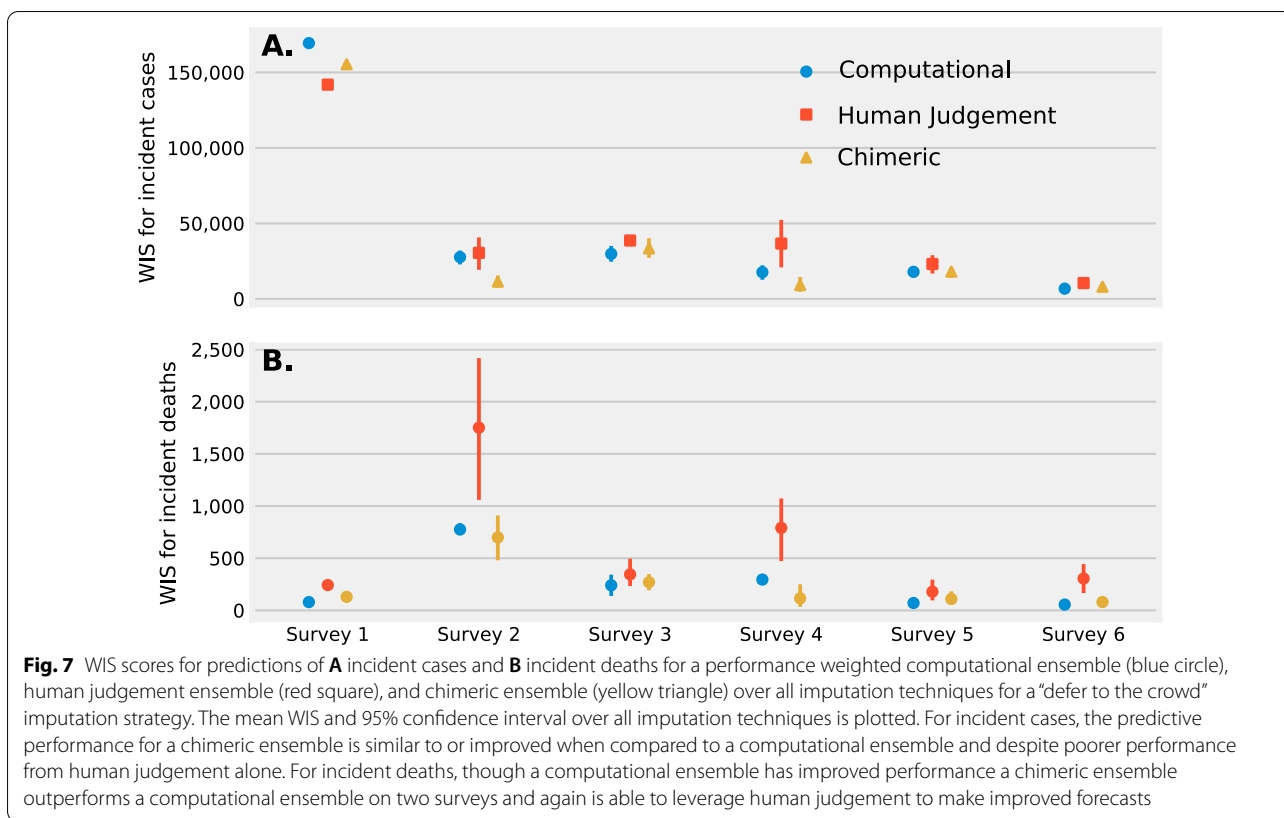 A.
WIS for incident cases
150,000
100,000
50,000
0
Computational
Human Judgement
Chimeric
B.
WIS for incident deaths
2,500
2,000
1,500
1,000
500
0
Survey 1 Survey 2 Survey 3 Survey 4 Survey 5 Survey 6
Fig. 7 WIS scores for predictions of A incident cases and B incident deaths for a performance weighted computational ensemble (blue circle),
human judgement ensemble (red square), and chimeric ensemble (yellow triangle) over all imputation techniques for a “defer to the crowd”
imputation strategy. The mean WIS and 95% confidence interval over all imputation techniques is plotted. For incident cases, the predictive
performance for a chimeric ensemble is similar to or improved when compared to a computational ensemble and despite poorer performance
from human judgement alone. For incident deaths, though a computational ensemble has improved performance a chimeric ensemble
outperforms a computational ensemble on two surveys and again is able to leverage human judgement to make improved forecasts